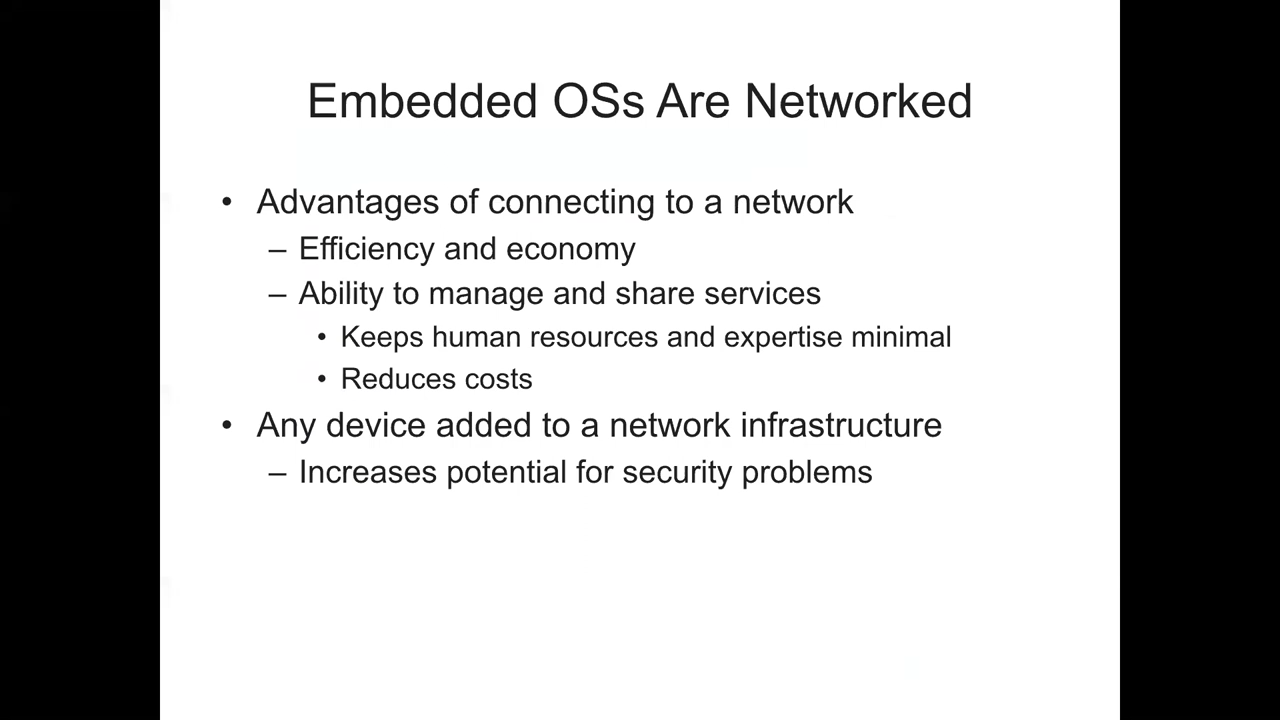 Embedded OSs Are Networked
• Advantages of connecting to a network
– Efficiency and economy
– Ability to manage and share services
• Keeps human resources and expertise minimal
• Reduces costs
• Any device added to a network infrastructure
– Increases potential for security problems